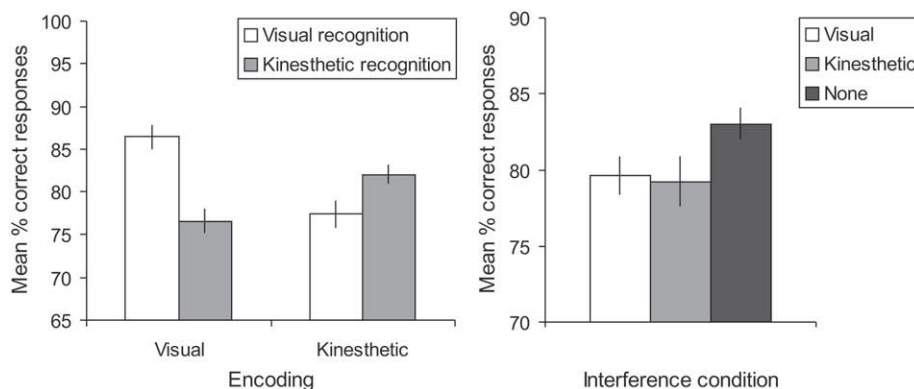 100
95
90
85
80
75
70
65
Mean % correct responses
Visual recognition
Kinesthetic recognition
Visual
Kinesthetic
Encoding
90
85
80
75
70
Mean % correct responses
Visual
Kinesthetic
None
Interference condition